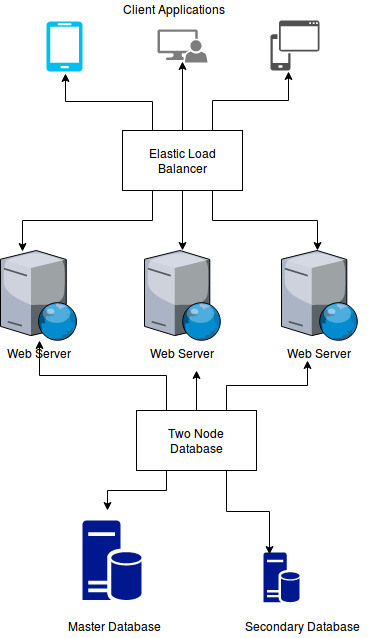 Client Applications
Elastic Load
Balancer
Web Server
Web Server
Web Server
Two Node
Database
Master Database
Secondary Database